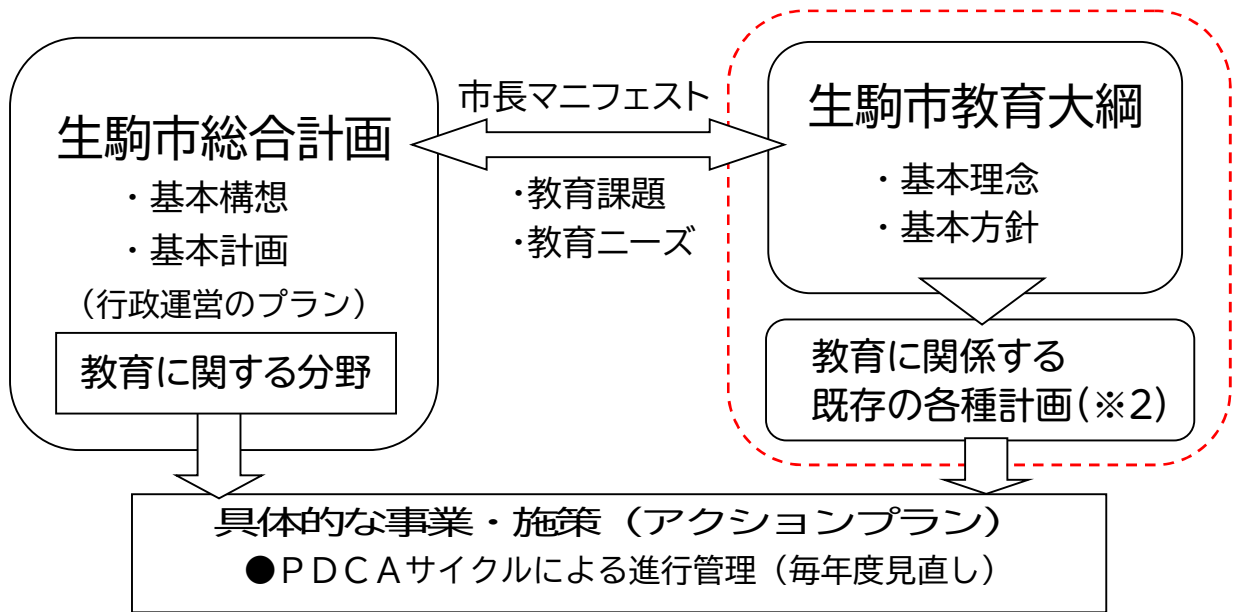 生駒市総合計画
・基本構想
・基本計画
（行政運営のプラン）
教育に関する分野
市長マニフェスト
・教育課題
・教育ニーズ
生駒市教育大綱
・基本理念
・基本方針
教育に関係する
既存の各種計画(※2)
具体的な事業・施策（アクションプラン）
●ＰＤＣＡサイクルによる進行管理（毎年度見直し）